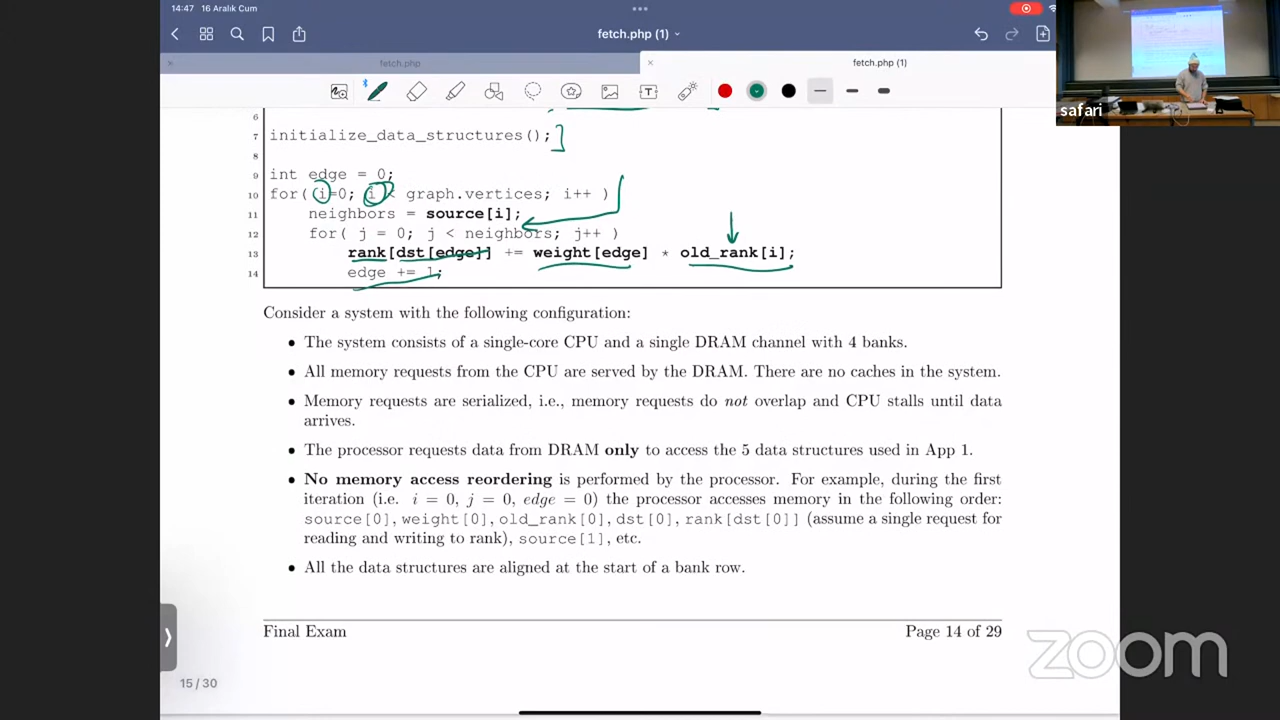 14:47 16 Aralık Cum
fetch.php (1)
fetch.php
fetch.php (1)
safari
6
7 initialize_data_structures();
8
9 int edge = 0;
10 for( i=0; i < graph.vertices; i++ )
11 neighbors = source[i];
12 for( j = 0; j < neighbors; j++ )
13 rank[dst[edge]] += weight[edge] * old_rank[i];
14 edge += 1;
Consider a system with the following configuration:
• The system consists of a single-core CPU and a single DRAM channel with 4 banks.
• All memory requests from the CPU are served by the DRAM. There are no caches in the system.
• Memory requests are serialized, i.e., memory requests do not overlap and CPU stalls until data
arrives.
• The processor requests data from DRAM only to access the 5 data structures used in App 1.
• No memory access reordering is performed by the processor. For example, during the first
iteration (i.e. i = 0, j = 0, edge = 0) the processor accesses memory in the following order:
source[0], weight[0], old_rank[0], dst[0], rank[dst[0]] (assume a single request for
reading and writing to rank), source[1], etc.
• All the data structures are aligned at the start of a bank row.
Final Exam
Page 14 of 29
zoom
15 / 30